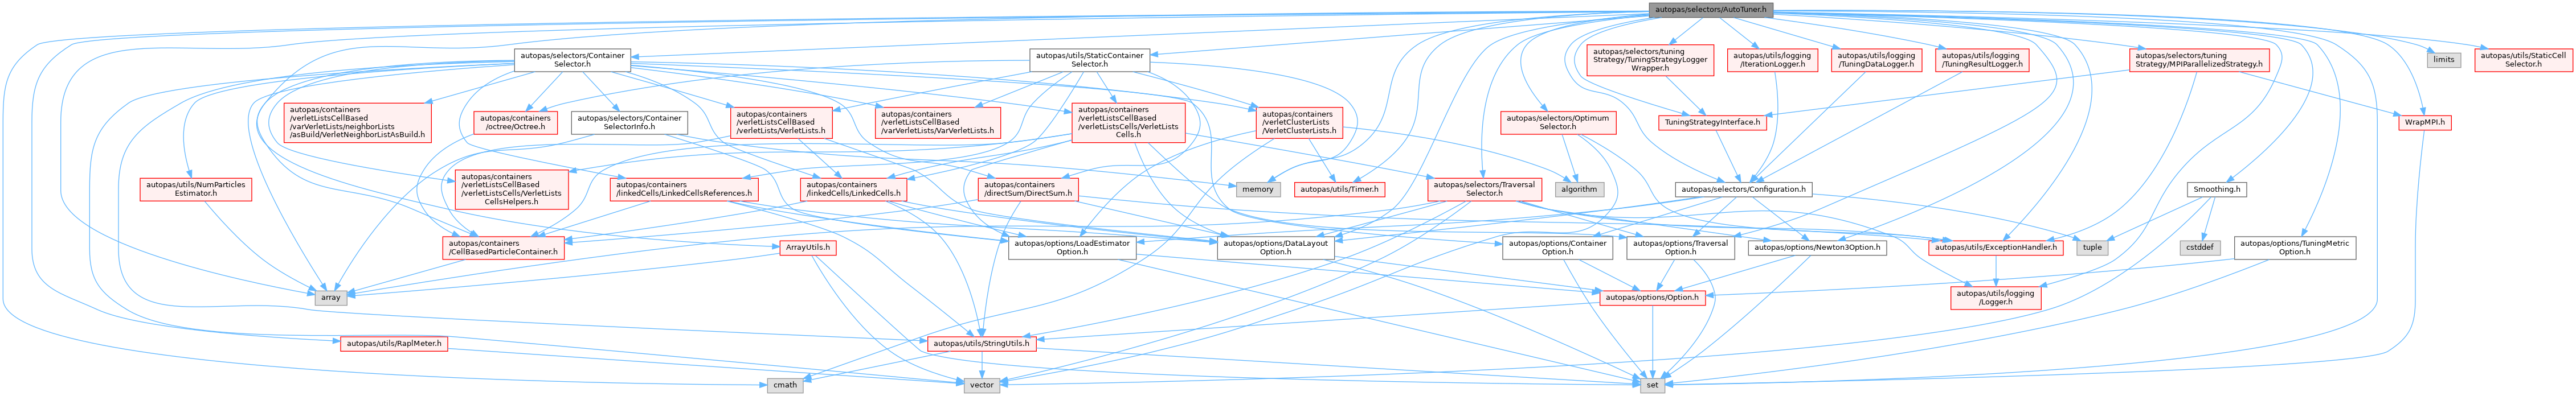 autopas/selectors/AutoTuner.h
autopas/selectors/Container
Selector.h
autopas/utils/StaticContainer
Selector.h
autopas/selectors/tuning
Strategy/TuningStrategyLogger
Wrapper.h
autopas/utils/logging
/IterationLogger.h
autopas/utils/logging
/TuningDataLogger.h
autopas/utils/logging
/TuningResultLogger.h
autopas/selectors/tuning
Strategy/MPIParallelizedStrategy.h
limits
autopas/utils/StaticCell
Selector.h
autopas/containers
/verletListsCellBased
/varVerletLists/neighborLists
/asBuild/VerletNeighborListAsBuild.h
autopas/containers
/octree/Octree.h
autopas/selectors/Container
SelectorInfo.h
autopas/containers
/verletListsCellBased
/verletLists/VerletLists.h
autopas/containers
/verletListsCellBased
/varVerletLists/VarVerletLists.h
autopas/containers
/verletListsCellBased
/verletListsCells/VerletLists
Cells.h
autopas/containers
/verletClusterLists
/VerletClusterLists.h
autopas/selectors/Optimum
Selector.h
TuningStrategyInterface.h
WrapMPI.h
autopas/utils/NumParticles
Estimator.h
autopas/containers
/verletListsCellBased
/verletListsCells/VerletLists
CellsHelpers.h
autopas/containers
/linkedCells/LinkedCellsReferences.h
autopas/containers
/linkedCells/LinkedCells.h
autopas/containers
/directSum/DirectSum.h
memory
autopas/utils/Timer.h
autopas/selectors/Traversal
Selector.h
algorithm
autopas/selectors/Configuration.h
Smoothing.h
autopas/containers
/CellBasedParticleContainer.h
ArrayUtils.h
autopas/options/LoadEstimator
Option.h
autopas/options/DataLayout
Option.h
autopas/options/Container
Option.h
autopas/options/Traversal
Option.h
autopas/options/Newton3Option.h
autopas/utils/ExceptionHandler.h
tuple
cstddef
autopas/options/TuningMetric
Option.h
array
autopas/options/Option.h
autopas/utils/logging
/Logger.h
autopas/utils/RaplMeter.h
autopas/utils/StringUtils.h
cmath
vector
set